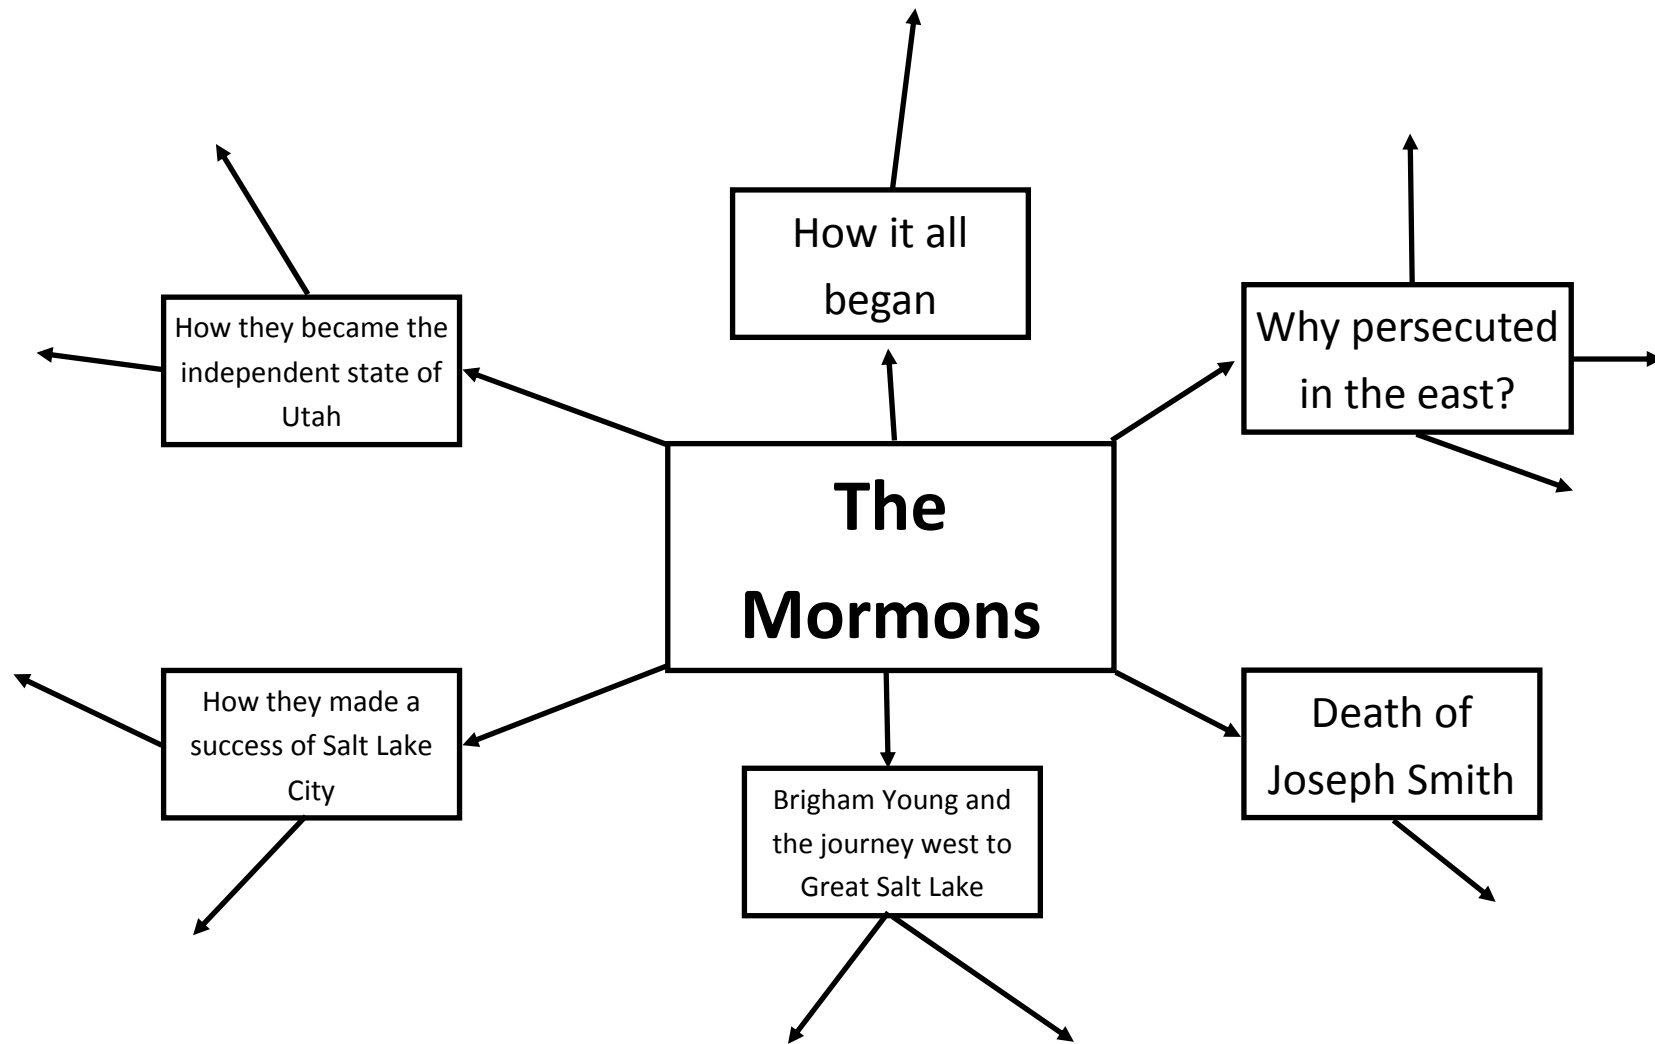 How it all
began
Why persecuted
in the east?
How they became the
independent state of
Utah
The
Mormons
How they made a
success of Salt Lake
City
Death of
Joseph Smith
Brigham Young and
the journey west to
Great Salt Lake